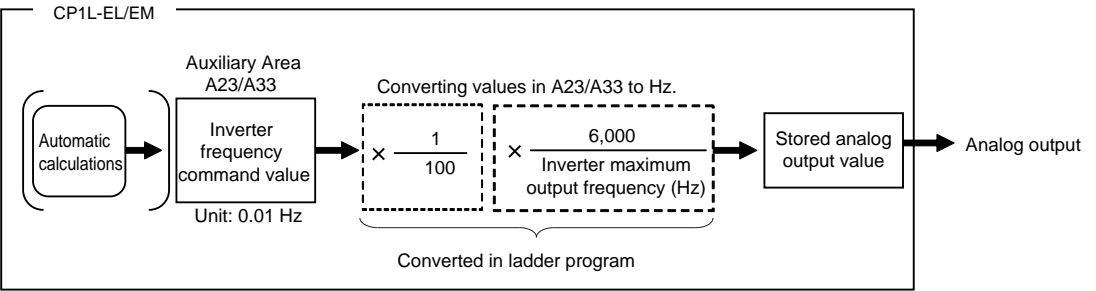 CP1L-EL/EM
Auxiliary Area
A23/A33
Converting values in A23/A33 to Hz.
Automatic
calculations
Inverter
frequency
command value
× 1
100
× 6,000
Inverter maximum
output frequency (Hz)
Stored analog
output value
Analog output
Unit: 0.01 Hz
Converted in ladder program